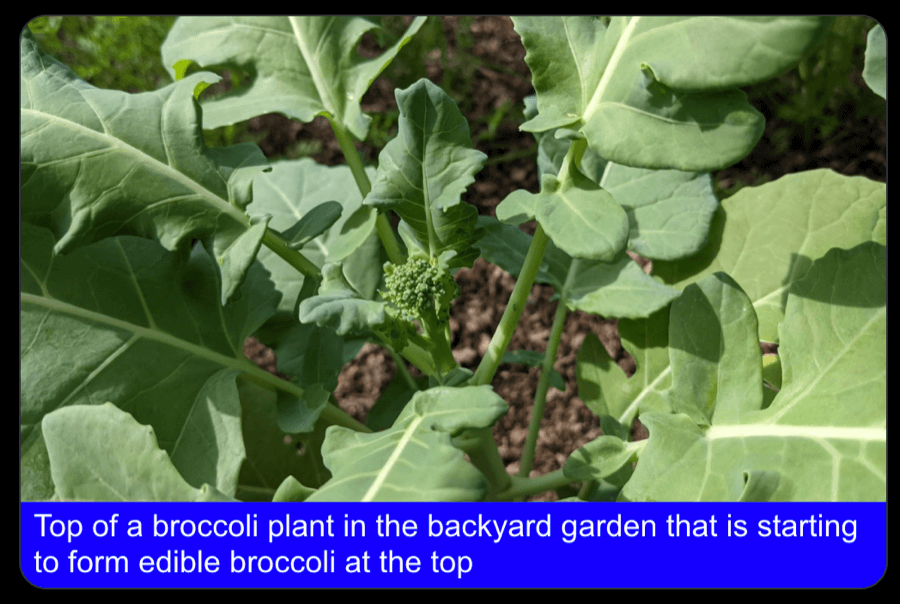 Top of a broccoli plant in the backyard garden that is starting
to form edible broccoli at the top